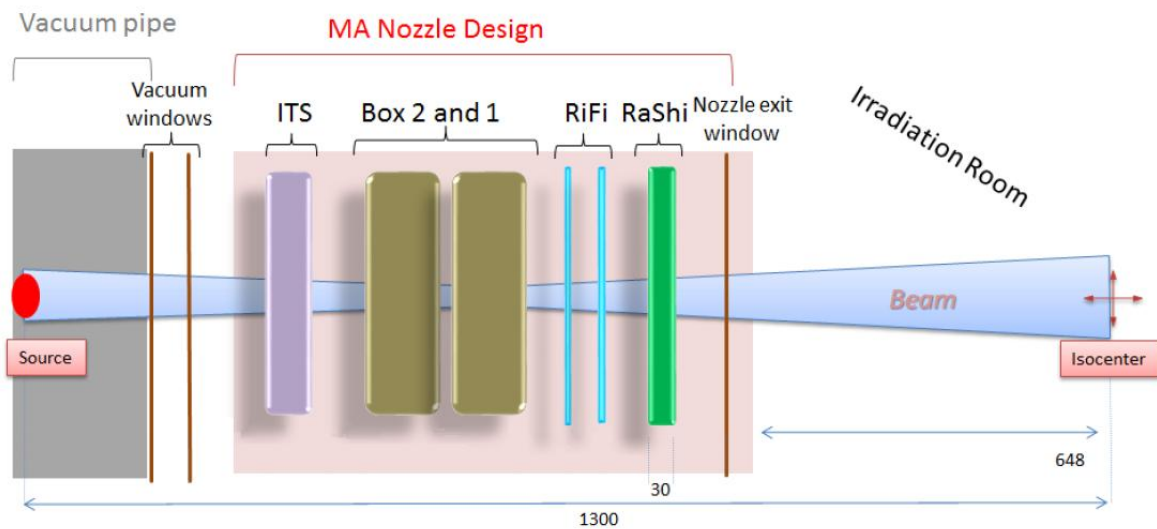 Vacuum pipe
MA Nozzle Design
Vacuum
windows
ITS
Box 2 and 1
RiFi
RaShi
Nozzle exit
window
Irradiation Room
Beam
Source
Isocenter
648
30
1300